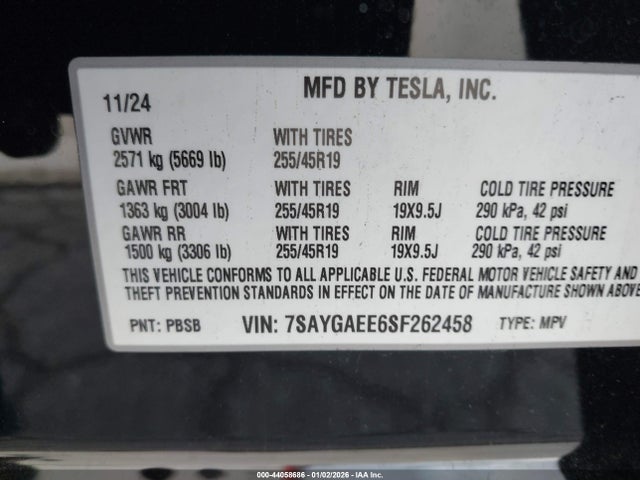 MFD BY TESLA, INC.
11/24
GVWR WITH TIRES
2571 kg (5669 lb) 255/45R19
GAWR FRT WITH TIRES RIM COLD TIRE PRESSURE
1363 kg (3004 lb) 255/45R19 19X9.5J 290 kPa, 42 psi
GAWR RR WITH TIRES RIM COLD TIRE PRESSURE
1500 kg (3306 lb) 255/45R19 19X9.5J 290 kPa, 42 psi
THIS VEHICLE CONFORMS TO ALL APPLICABLE U.S. FEDERAL MOTOR VEHICLE SAFETY AND
THEFT PREVENTION STANDARDS IN EFFECT ON THE DATE OF MANUFACTURE SHOWN ABOVE
PNT: PBSB VIN: 7SAYGAEE6SF262458 TYPE: MPV
000-44058686 - 01/02/2026 - IAA Inc.